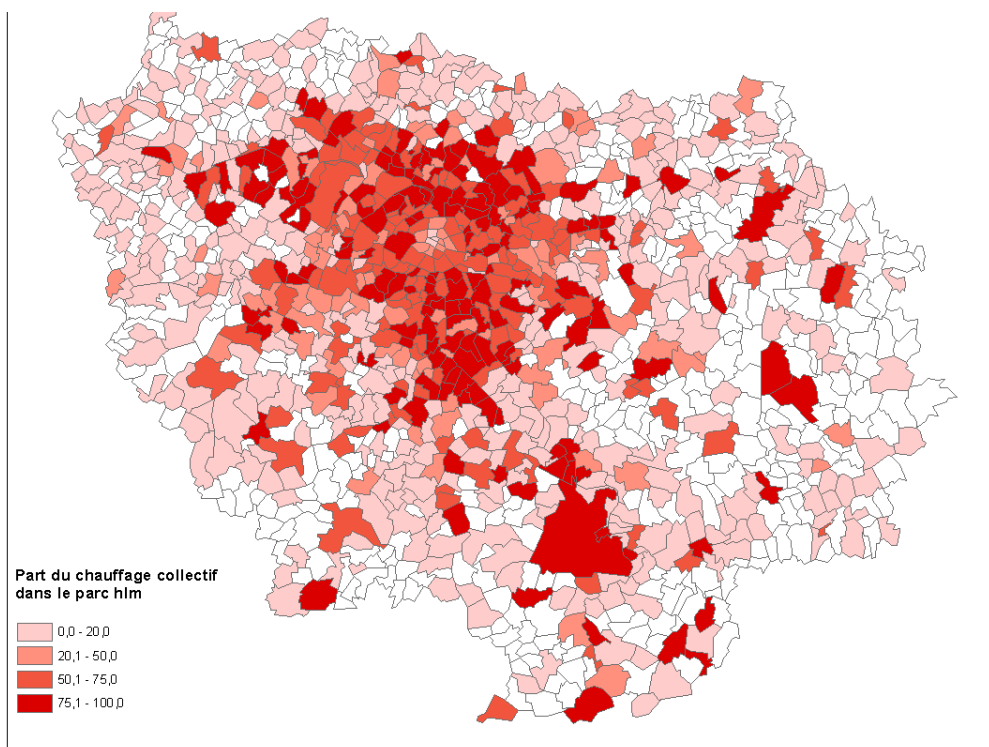 Part du chauffage collectif
dans le parc hlm
0,0 - 20,0
20,1 - 50,0
50,1 - 75,0
75,1 - 100,0